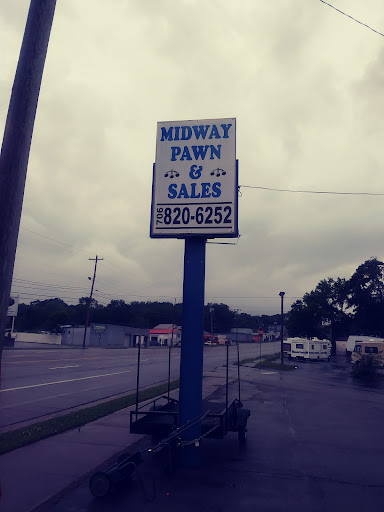 MIDWAY
PAWN
&
SALES
706 820-6252